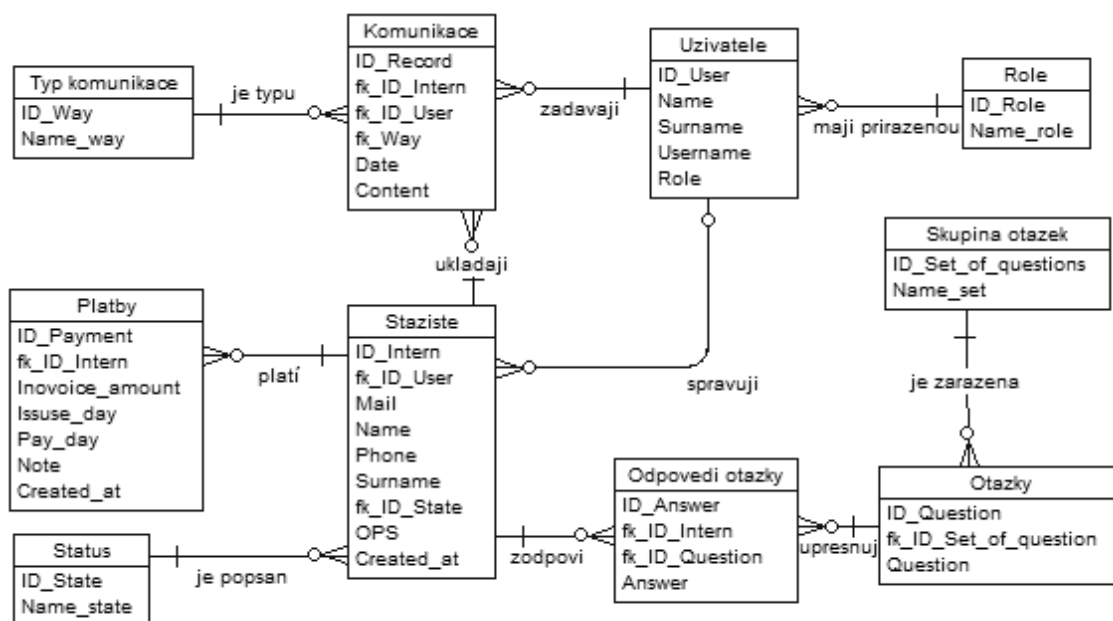 Typ komunikace
ID_Way
Name_way
je typu
Komunikace
ID_Record
fk_ID_Intern
fk_ID_User
fk_Way
Date
Content
zadavaji
Uzivatele
ID_User
Name
Surname
Username
Role
maji prirazenou
Role
ID_Role
Name_role
ukladaji
Skupina otazek
ID_Set_of_questions
Name_set
Platby
ID_Payment
fk_ID_Intern
Inovoice_amount
Issuse_day
Pay_day
Note
Created_at
platí
Staziste
ID_Intern
fk_ID_User
Mail
Name
Phone
Surname
fk_ID_State
OPS
Created_at
spravuji
je zarazena
Status
ID_State
Name_state
je popsan
zodpovi
Odpovedi otazky
ID_Answer
fk_ID_Intern
fk_ID_Question
Answer
upresnuj
Otazky
ID_Question
fk_ID_Set_of_question
Question